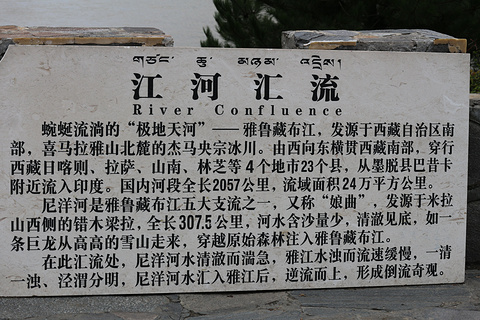 གཙང་ ཆུ་ མཉམ་ འདྲེས།
江河汇流
River Confluence
蜿蜒流淌的“极地天河”——雅鲁藏布江，发源于西藏自治区南
部，喜马拉雅山北麓的杰马央宗冰川。由西向东横贯西藏南部，穿行
西藏日喀则、拉萨、山南、林芝等4个地市23个县，从墨脱县巴昔卡
附近流入印度。国内河段全长2057公里，流域面积24万平方公里。
尼洋河是雅鲁藏布江五大支流之一，又称“娘曲”，发源于米拉
山西侧的错木梁拉，全长307.5公里，河水含沙量少，清澈见底，如一
条巨龙从高高的雪山走来，穿越原始森林注入雅鲁藏布江。
在此汇流处，尼洋河水清澈而湍急，雅江水浊而流速缓慢，一清
一浊、泾渭分明，尼洋河水汇入雅江后，逆流而上，形成倒流奇观。